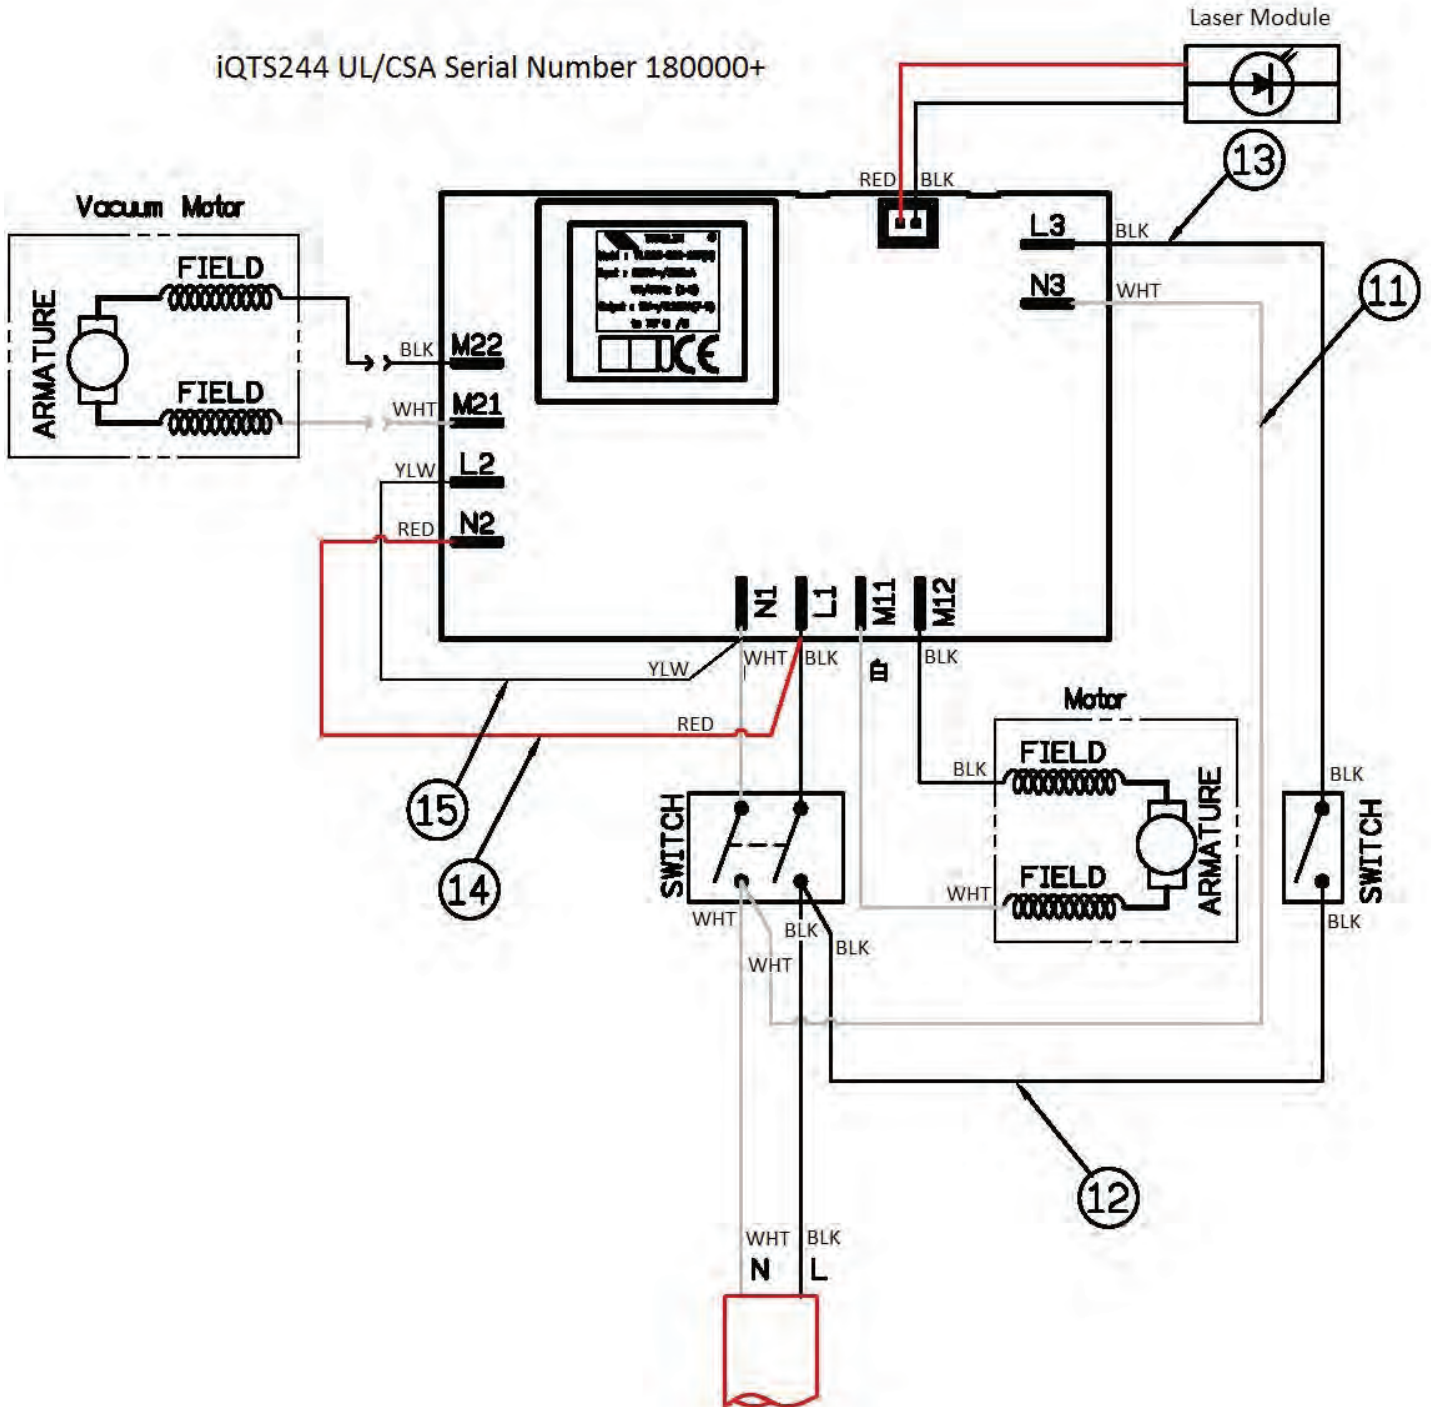 Laser Module
iQTS244 UL/CSA Serial Number 180000+
13
RED BLK
Vacuum Motor
L3 BLK
FIELD
N3 WHT
11
ARMATURE
BLK M22
CE
FIELD
WHT M21
YLW L2
RED N2
N1 L1 M11 M12
YLW WHT BLK 白 BLK
Motor
RED
FIELD
BLK
BLK
15
SWITCH
ARMATURE
SWITCH
14
FIELD
WHT
WHT BLK BLK
BLK
WHT
12
WHT BLK
N L